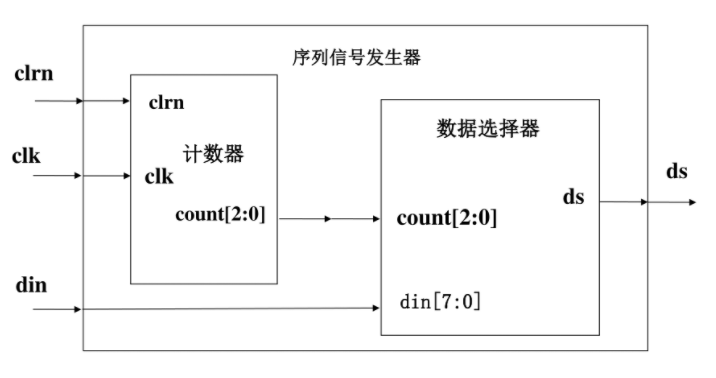 序列信号发生器
clrn
clrn
计数器
clk
clk
count[2:0]
数据选择器
ds
ds
count[2:0]
din
din[7:0]